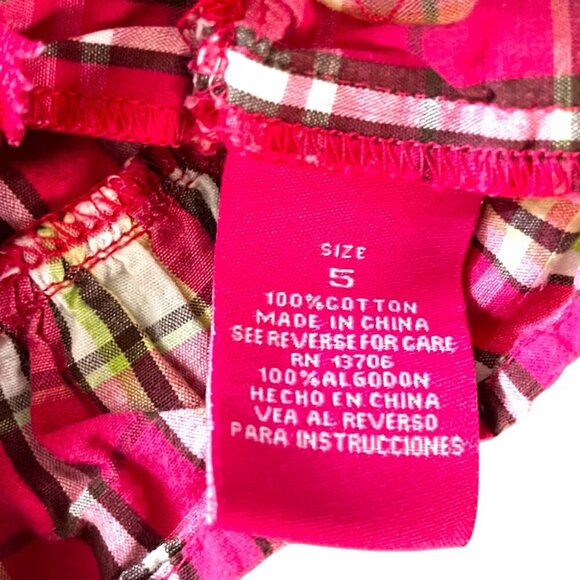 SIZE
5
100% COTTON
MADE IN CHINA
SEE REVERSE FOR CARE
RN 13706
100% ALGODON
HECHO EN CHINA
VEA AL REVERSO
PARA INSTRUCCIONES